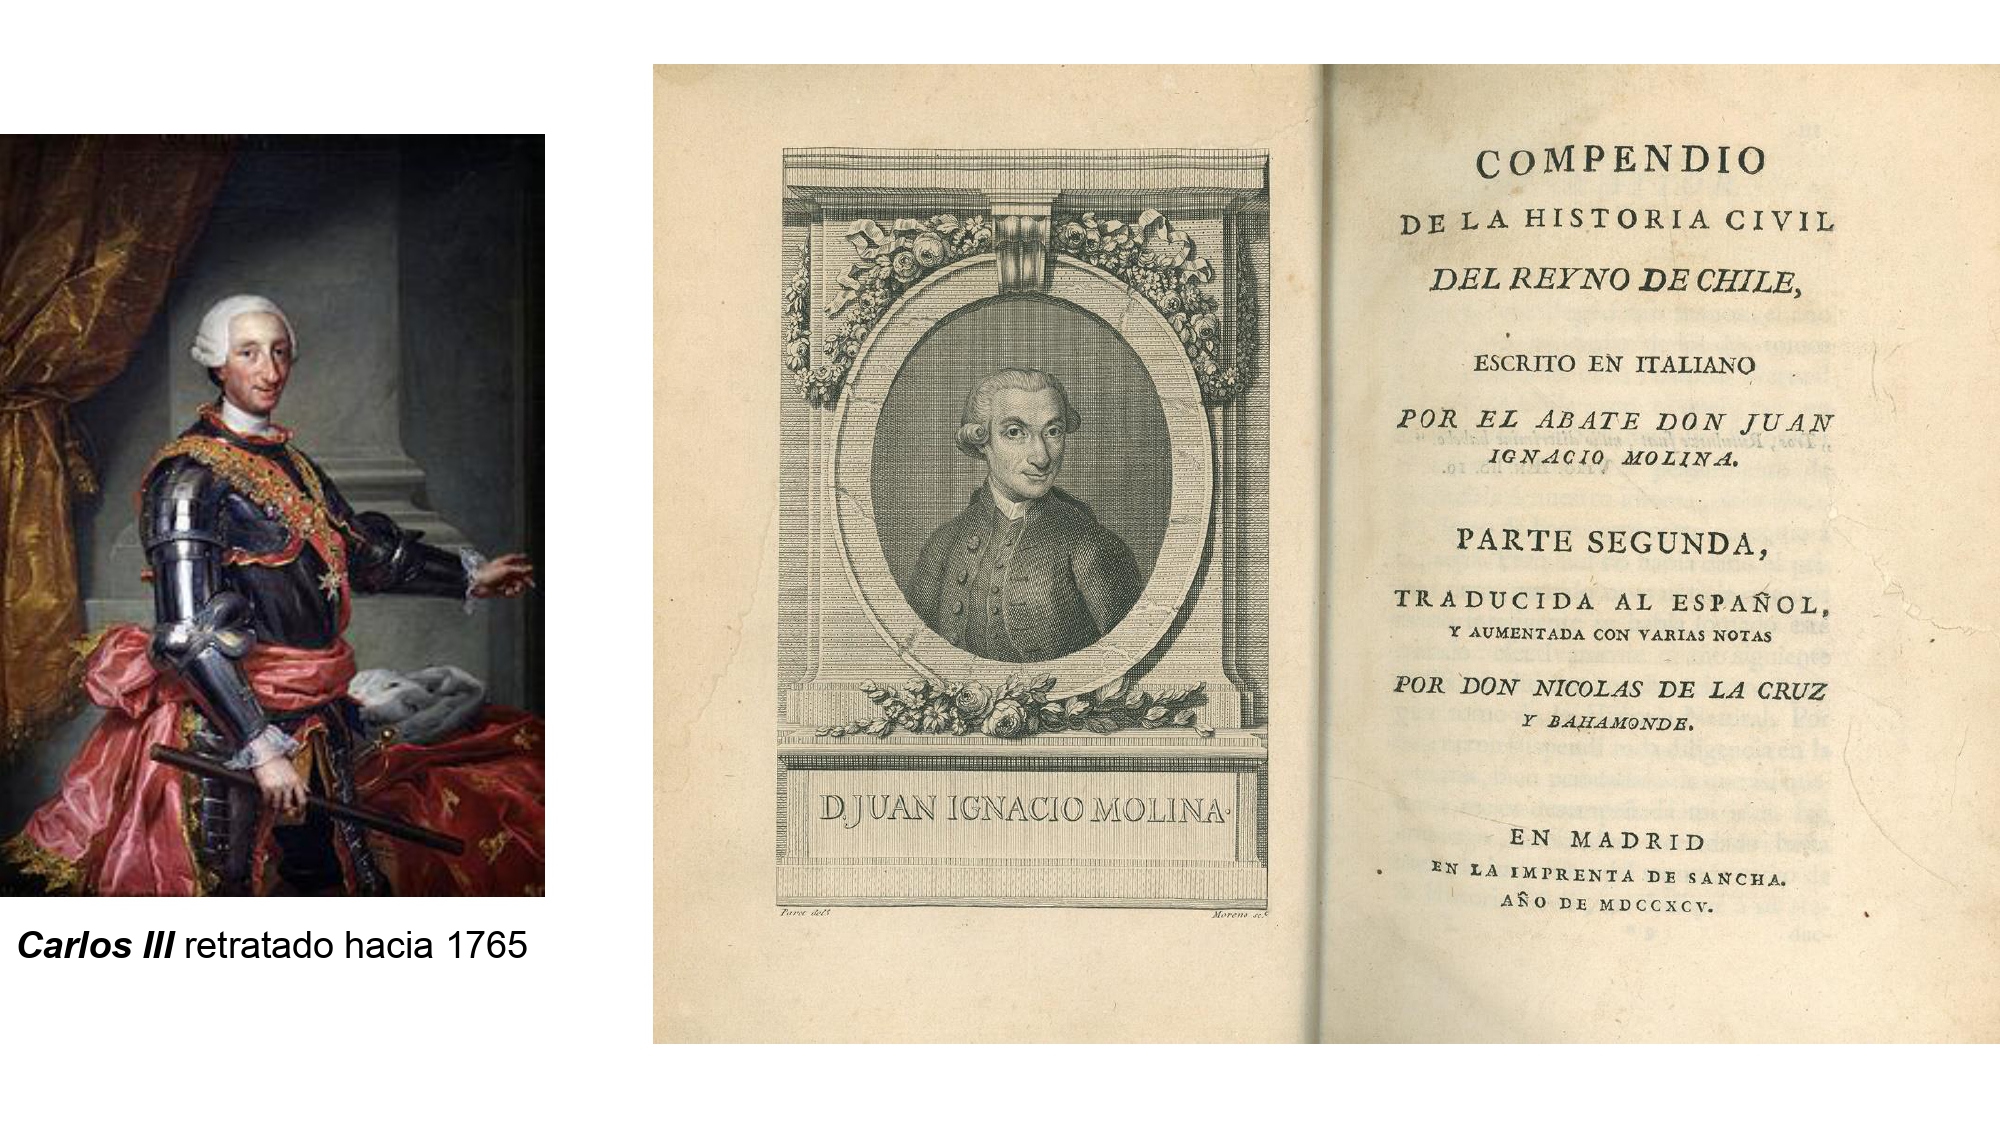 Carlos III retratado hacia 1765
D. JUAN IGNACIO MOLINA.
Moreno sc.
COMPENDIO
DE LA HISTORIA CIVIL
DEL REYNO DE CHILE,
ESCRITO EN ITALIANO
POR EL ABATE DON JUAN
IGNACIO MOLINA.
PARTE SEGUNDA,
TRADUCIDA AL ESPAÑOL,
Y AUMENTADA CON VARIAS NOTAS
POR DON NICOLAS DE LA CRUZ
Y BAHAMONDE.
EN MADRID
EN LA IMPRENTA DE SANCHA.
AÑO DE MDCCXCV.